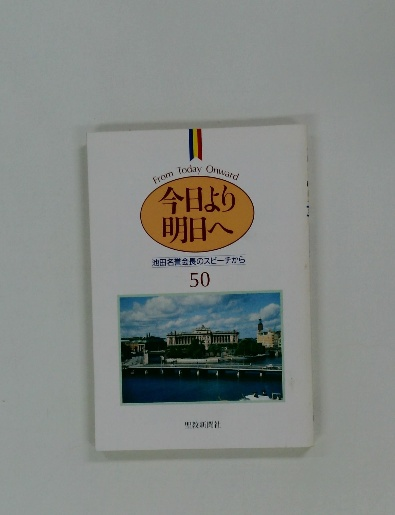 From Today Onward
今日より
明日へ
池田名誉会長のスピーチから
50
聖教新聞社